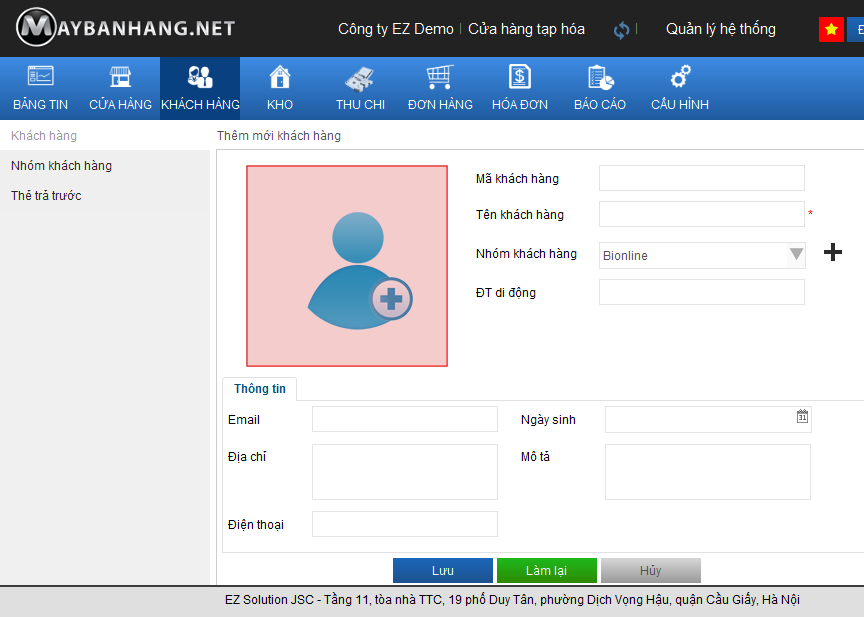 MAYBANHANG.NET
Công ty EZ Demo | Cửa hàng tạp hóa | Quản lý hệ thống
BẢNG TIN CỬA HÀNG KHÁCH HÀNG KHO THU CHI ĐƠN HÀNG HÓA ĐƠN BÁO CÁO CẤU HÌNH
Khách hàng
Nhóm khách hàng
Thẻ trả trước
Thêm mới khách hàng
Mã khách hàng
Tên khách hàng *
Nhóm khách hàng Bionline
ĐT di động
Thông tin
Email Ngày sinh 31
Địa chỉ Mô tả
Điện thoại
Lưu Làm lại Hủy
EZ Solution JSC - Tầng 11, tòa nhà TTC, 19 phố Duy Tân, phường Dịch Vọng Hậu, quận Cầu Giấy, Hà Nội